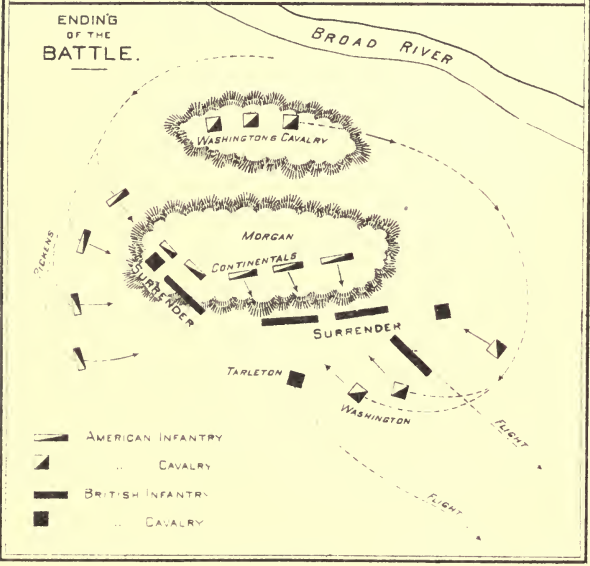 ENDING
OF THE
BATTLE.
BROAD RIVER
WASHINGTONS CAVALRY
MORGAN
CONTINENTALS
PICKENS
SURRENDER
SURRENDER
TARLETON
WASHINGTON
FLIGHT
FLIGHT
AMERICAN INFANTRY
,, CAVALRY
BRITISH INFANTRY
,, CAVALRY